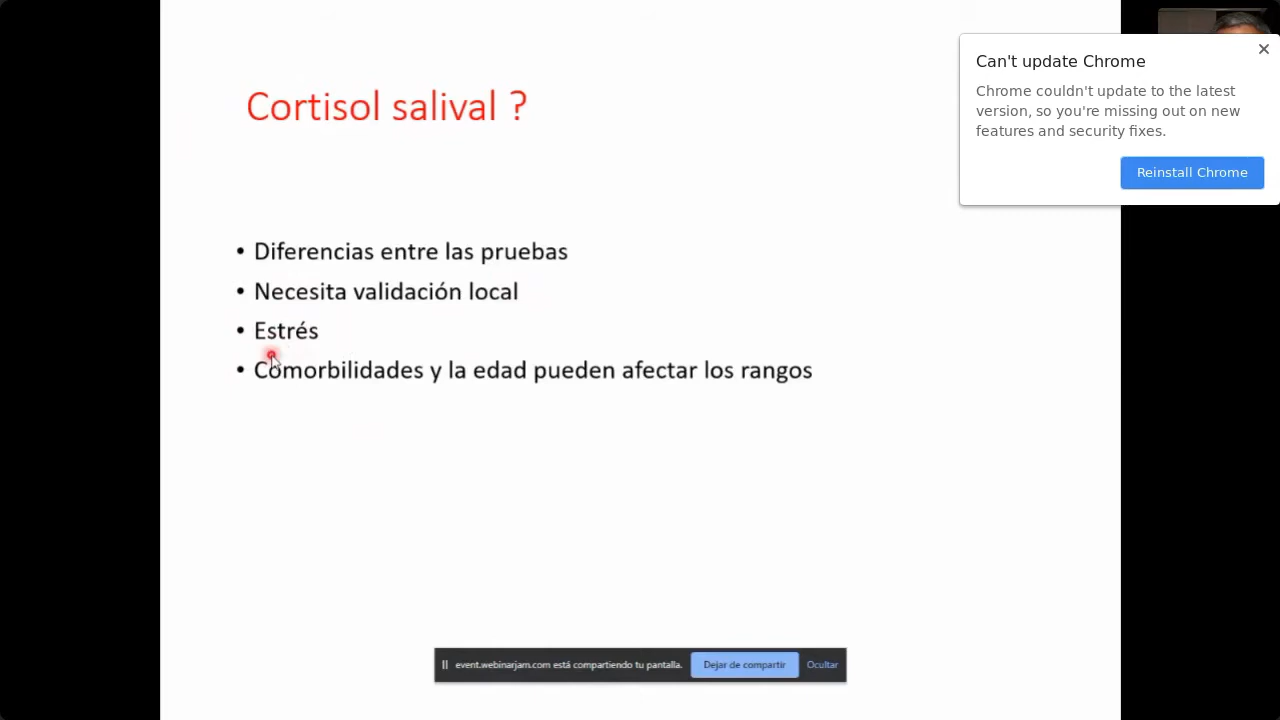 Cortisol salival ?
• Diferencias entre las pruebas
• Necesita validación local
• Estrés
• Comorbilidades y la edad pueden afectar los rangos
Can't update Chrome
Chrome couldn't update to the latest
version, so you're missing out on new
features and security fixes.
Reinstall Chrome
event.webinarjam.com está compartiendo tu pantalla.
Dejar de compartir
Ocultar